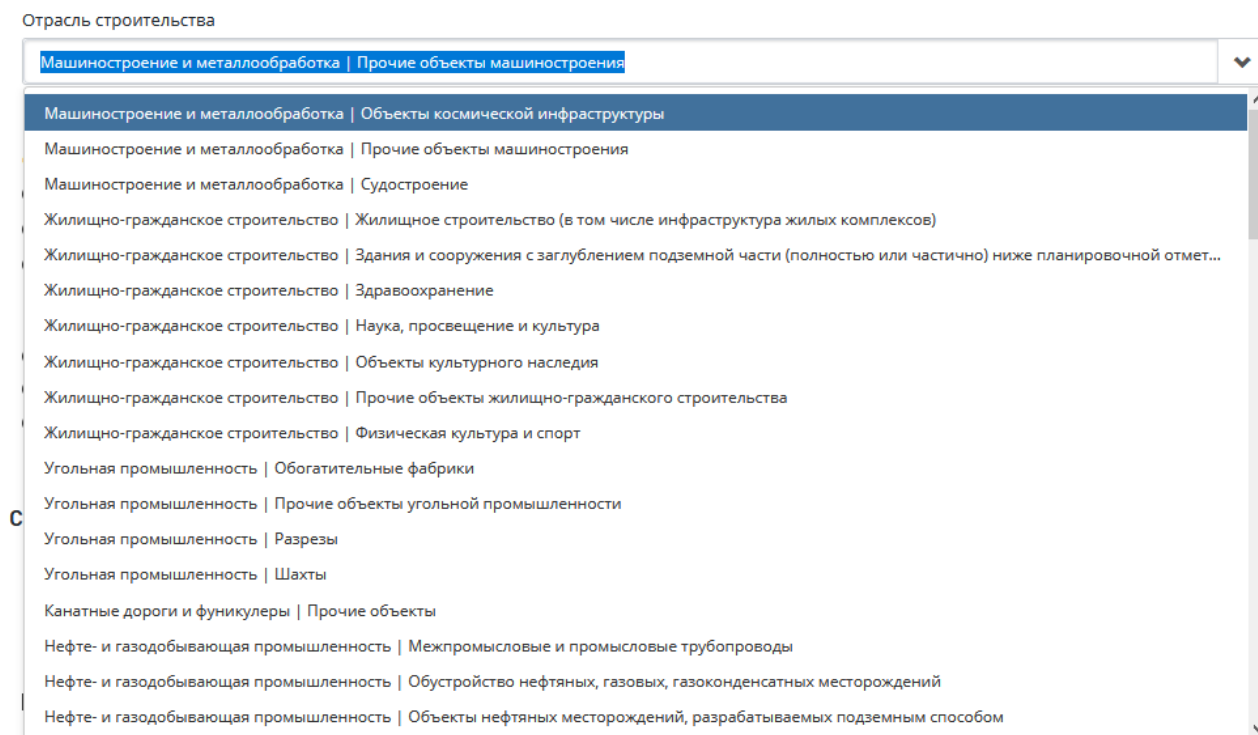 Отрасль строительства
Машиностроение и металлообработка | Прочие объекты машиностроения
Машиностроение и металлообработка | Объекты космической инфраструктуры
Машиностроение и металлообработка | Прочие объекты машиностроения
Машиностроение и металлообработка | Судостроение
Жилищно-гражданское строительство | Жилищное строительство (в том числе инфраструктура жилых комплексов)
Жилищно-гражданское строительство | Здания и сооружения с заглублением подземной части (полностью или частично) ниже планировочной отмет...
Жилищно-гражданское строительство | Здравоохранение
Жилищно-гражданское строительство | Наука, просвещение и культура
Жилищно-гражданское строительство | Объекты культурного наследия
Жилищно-гражданское строительство | Прочие объекты жилищно-гражданского строительства
Жилищно-гражданское строительство | Физическая культура и спорт
Угольная промышленность | Обогатительные фабрики
Угольная промышленность | Прочие объекты угольной промышленности
С
Угольная промышленность | Разрезы
Угольная промышленность | Шахты
Канатные дороги и фуникулеры | Прочие объекты
Нефте- и газодобывающая промышленность | Межпромысловые и промысловые трубопроводы
Нефте- и газодобывающая промышленность | Обустройство нефтяных, газовых, газоконденсатных месторождений
Нефте- и газодобывающая промышленность | Объекты нефтяных месторождений, разрабатываемых подземным способом